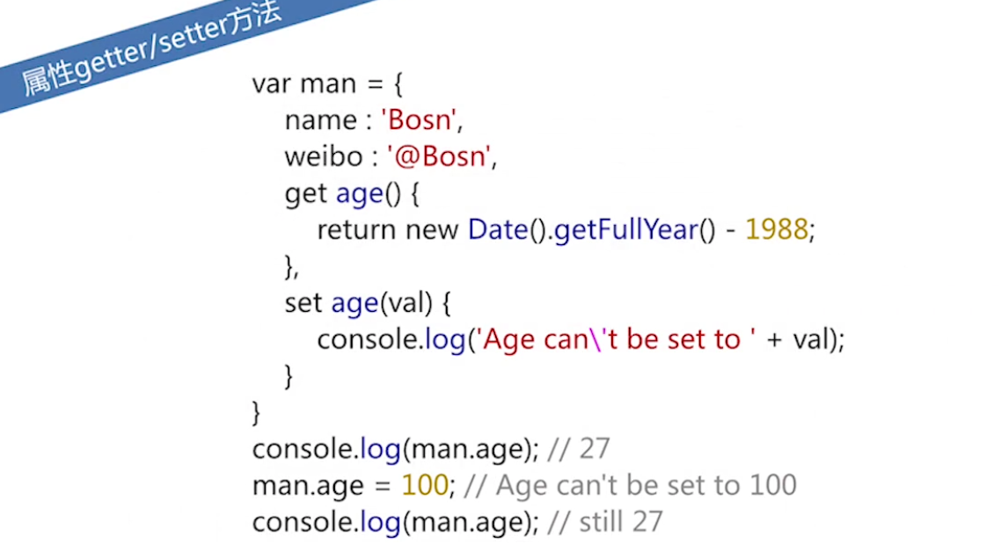 属性getter/setter方法
var man = {
name : 'Bosn',
weibo : '@Bosn',
get age() {
return new Date().getFullYear() - 1988;
},
set age(val) {
console.log('Age can\'t be set to ' + val);
}
}
console.log(man.age); // 27
man.age = 100; // Age can't be set to 100
console.log(man.age); // still 27